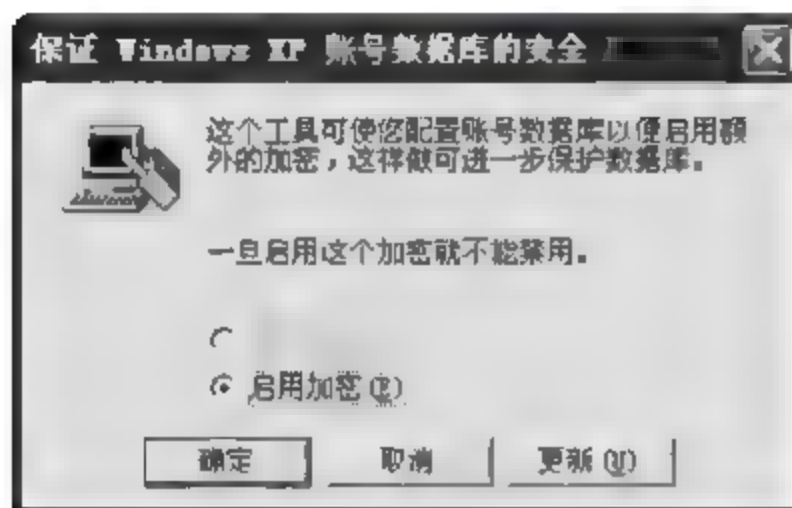 保证 Windows XP 账号数据库的安全
这个工具可使您配置账号数据库以便启用额
外的加密，这样做可进一步保护数据库。
一旦启用这个加密就不能禁用。
启用加密(E)
确定
取消
更新(U)